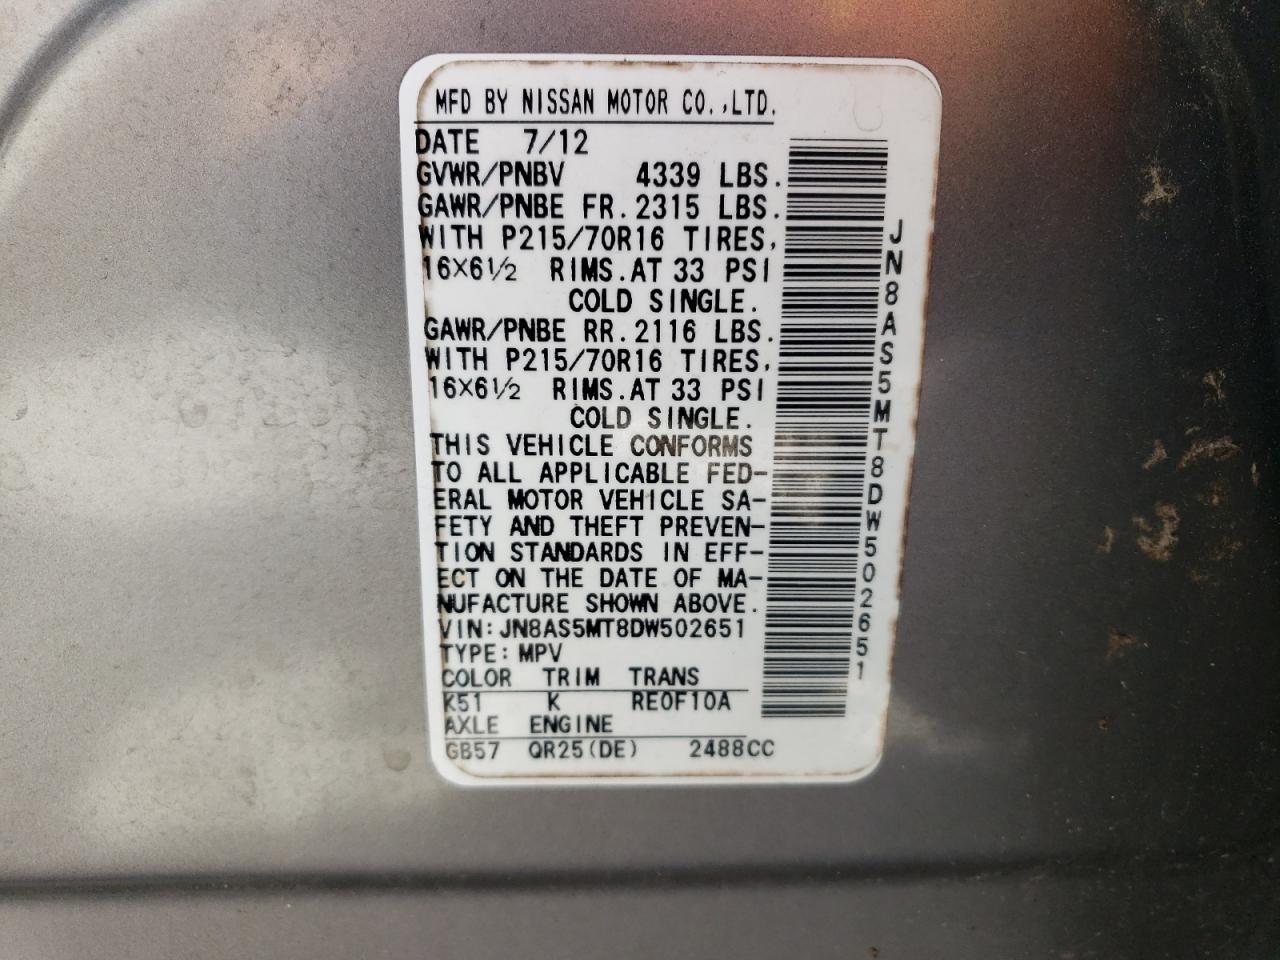 MFD BY NISSAN MOTOR CO.,LTD.
DATE 7/12
GVWR/PNBV 4339 LBS.
GAWR/PNBE FR.2315 LBS.
WITH P215/70R16 TIRES,
16X6½ RIMS.AT 33 PSI
COLD SINGLE.
GAWR/PNBE RR.2116 LBS.
WITH P215/70R16 TIRES,
16X6½ RIMS.AT 33 PSI
COLD SINGLE.
THIS VEHICLE CONFORMS
TO ALL APPLICABLE FED-
ERAL MOTOR VEHICLE SA-
FETY AND THEFT PREVEN-
TION STANDARDS IN EFF-
ECT ON THE DATE OF MA-
NUFACTURE SHOWN ABOVE.
VIN:JN8AS5MT8DW502651
TYPE:MPV
COLOR TRIM TRANS
K51 K RE0F10A
AXLE ENGINE
GB57 QR25(DE) 2488CC
JN8AS5MT8DW502651